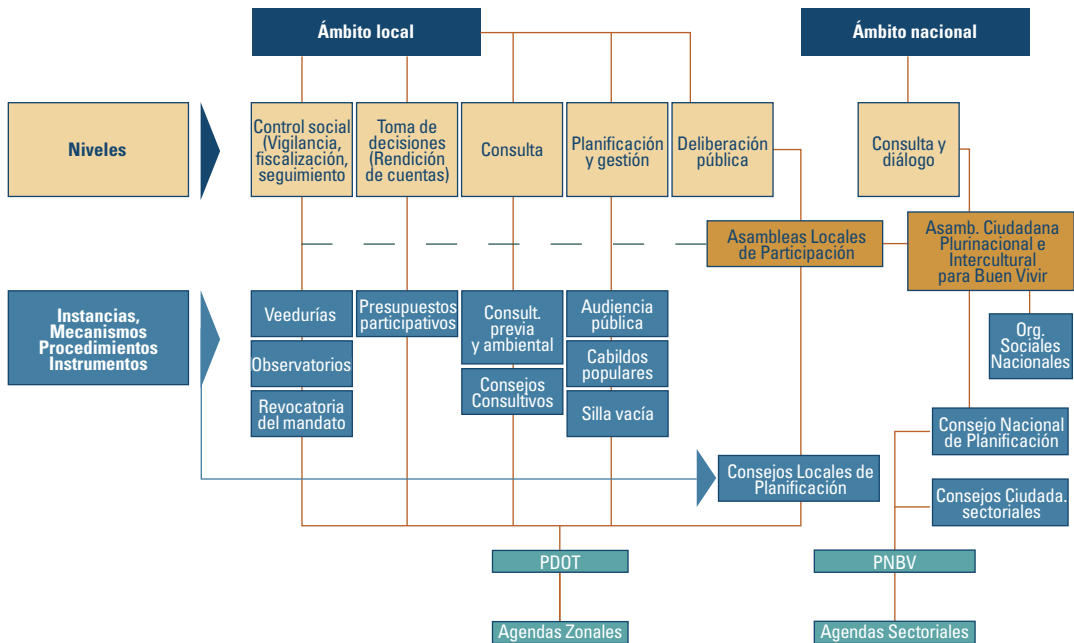 Ámbito local
Ámbito nacional
Niveles
Control social
(Vigilancia,
fiscalización,
seguimiento
Toma de
decisiones
(Rendición
de cuentas)
Consulta
Planificación
y gestión
Deliberación
pública
Consulta y
diálogo
Asambleas Locales
de Participación
Asamb. Ciudadana
Plurinacional e
Intercultural
para Buen Vivir
Instancias,
Mecanismos
Procedimientos
Instrumentos
Veedurías
Observatorios
Revocatoria
del mandato
Presupuestos
participativos
Consult.
previa
y ambiental
Consejos
Consultivos
Audiencia
pública
Cabildos
populares
Silla vacía
Org.
Sociales
Nacionales
Consejo Nacional
de Planificación
Consejos Locales de
Planificación
Consejos Ciudada.
sectoriales
PDOT
PNBV
Agendas Zonales
Agendas Sectoriales